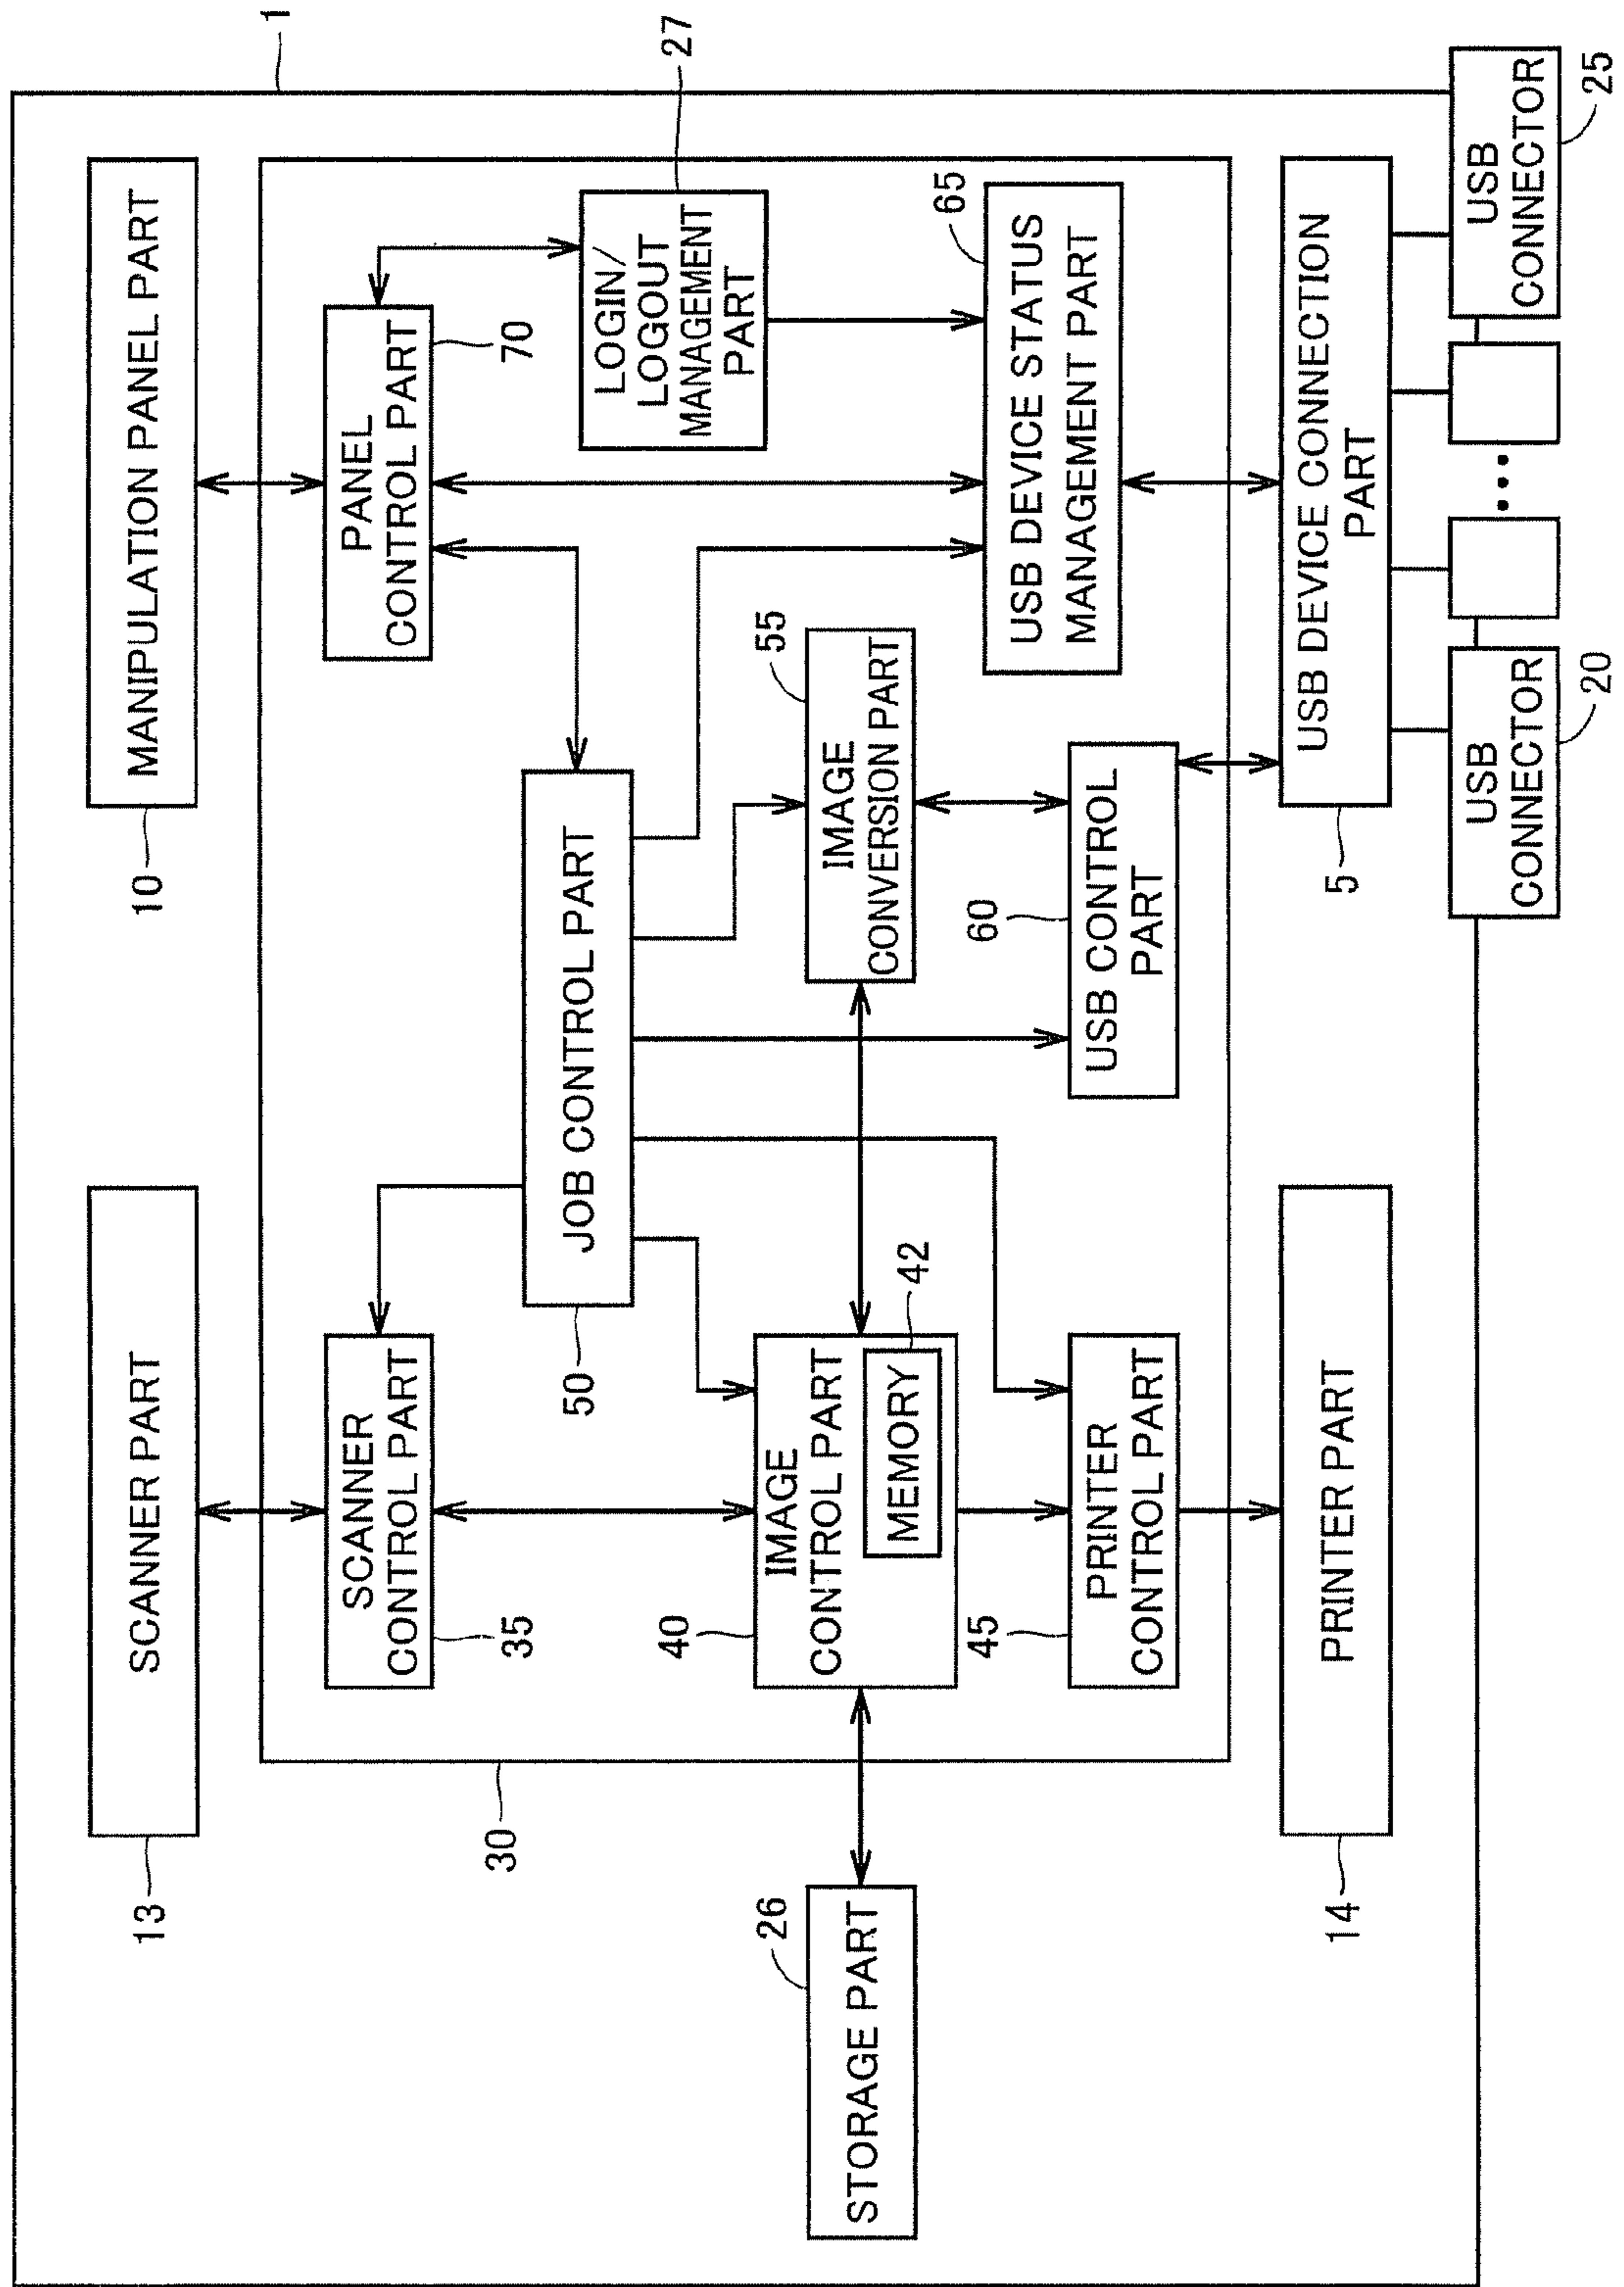 1
SCANNER PART
13
MANIPULATION PANEL PART
10
30
SCANNER
CONTROL PART
35
PANEL
CONTROL PART
70
JOB CONTROL PART
50
LOGIN/
LOGOUT
MANAGEMENT
PART
27
STORAGE PART
26
IMAGE
CONTROL PART
40
MEMORY
42
IMAGE
CONVERSION PART
55
PRINTER
CONTROL PART
45
USB CONTROL
PART
60
USB DEVICE STATUS
MANAGEMENT PART
65
PRINTER PART
14
USB DEVICE CONNECTION
PART
5
USB
CONNECTOR
20
...
USB
CONNECTOR
25